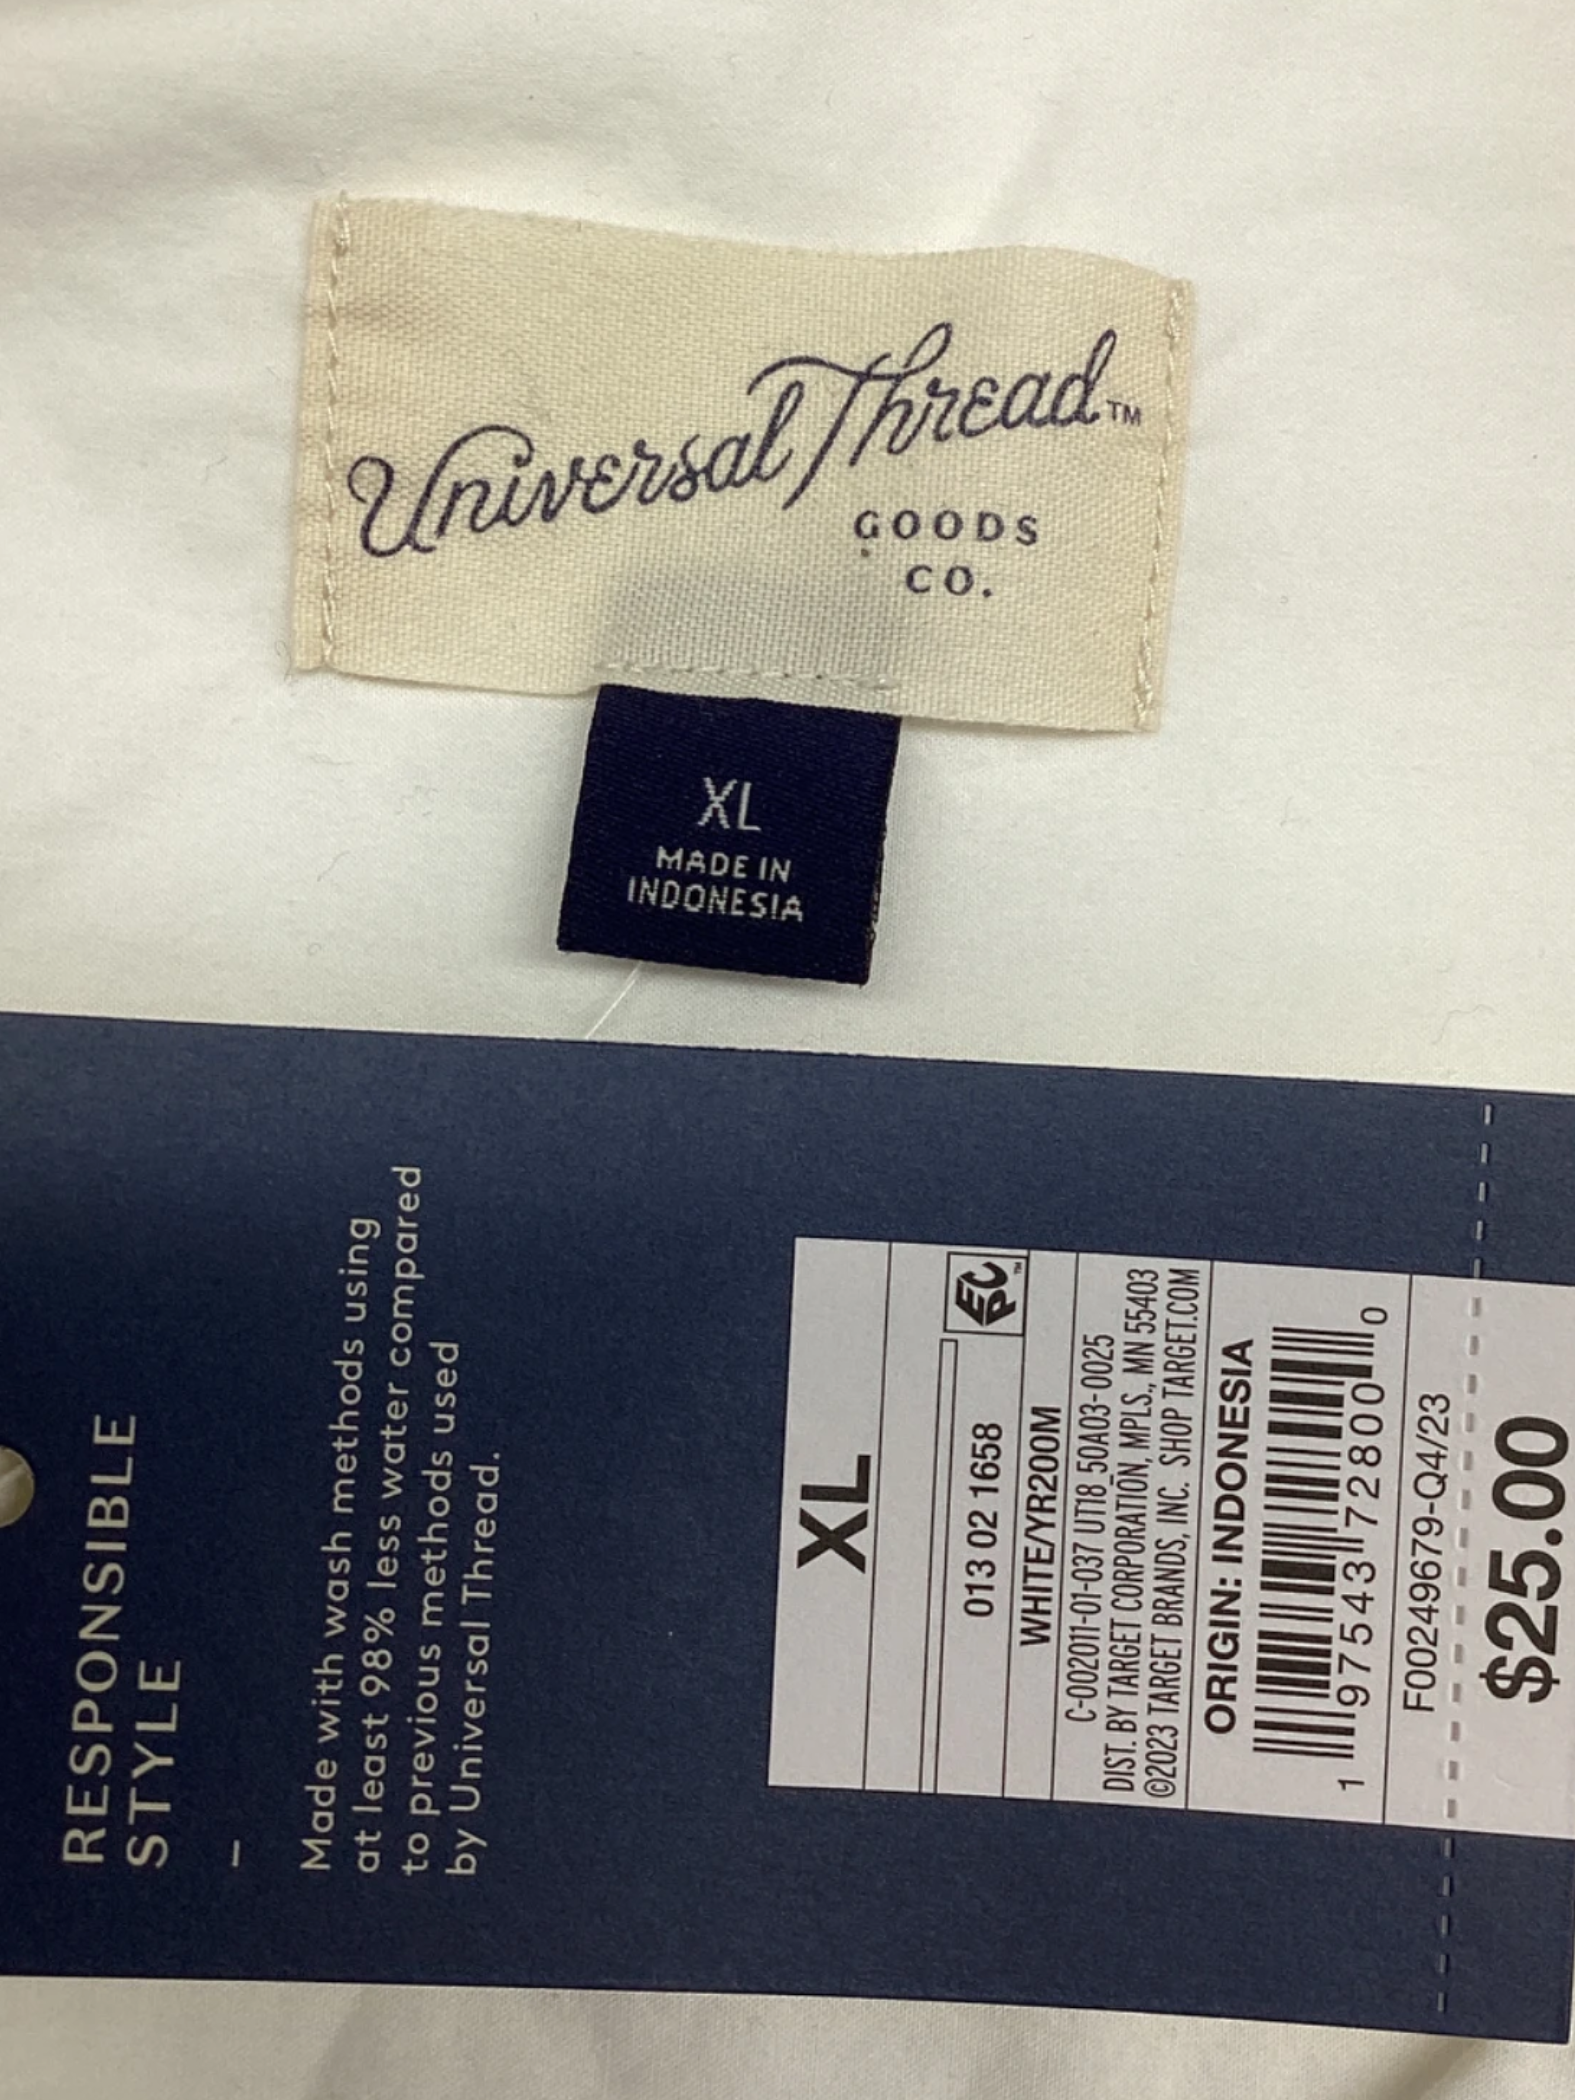 Universal Thread™
GOODS
CO.
XL
MADE IN
INDONESIA
RESPONSIBLE
STYLE
–
Made with wash methods using
at least 98% less water compared
to previous methods used
by Universal Thread.
XL
EPC™
013 02 1658
WHITE/YR200M
C-002011-01-037 UT18_50A03-0025
DIST. BY TARGET CORPORATION, MPLS., MN 55403
©2023 TARGET BRANDS, INC. SHOP TARGET.COM
ORIGIN: INDONESIA
1 97543 72800 0
F00249679-Q4/23
$25.00